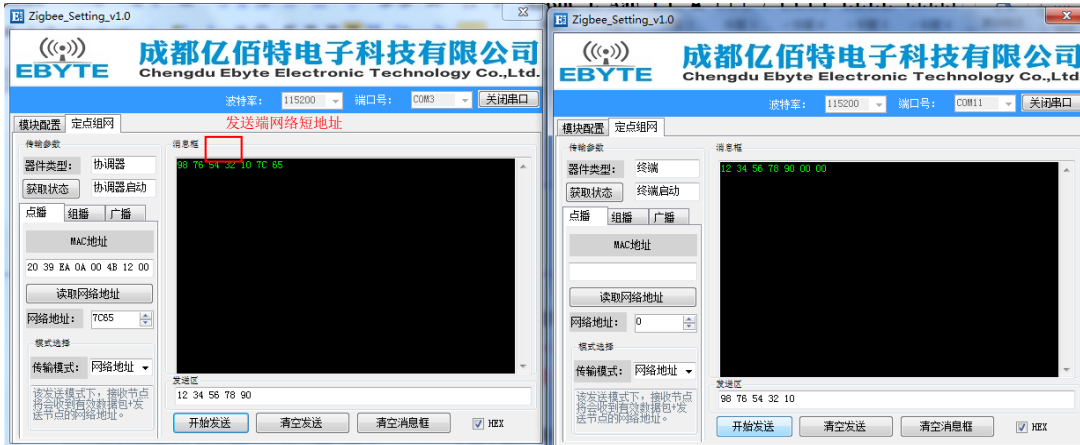 Zigbee_Setting_v1.0
EBYTE
成都亿佰特电子科技有限公司
Chengdu Ebyte Electronic Technology Co.,Ltd.
波特率： 115200 端口号： COM3 关闭串口
模块配置 定点组网
发送端网络短地址
传输参数
器件类型： 协调器
获取状态 协调器启动
点播 组播 广播
MAC地址
20 39 EA 0A 00 4B 12 00
读取网络地址
网络地址： 7C65
模式选择
传输模式： 网络地址
该发送模式下，接收节点
将会收到有效数据包+发
送节点的网络地址。
消息框
98 76 54 32 10 7C 65
发送区
12 34 56 78 90
开始发送 清空发送 清空消息框 HEX
Zigbee_Setting_v1.0
EBYTE
成都亿佰特电子科技有限公司
Chengdu Ebyte Electronic Technology Co.,Ltd
波特率： 115200 端口号： COM11 关闭串口
模块配置 定点组网
传输参数
器件类型： 终端
获取状态 终端启动
点播 组播 广播
MAC地址
读取网络地址
网络地址： 0
模式选择
传输模式： 网络地址
该发送模式下，接收节点
将会收到有效数据包+发
送节点的网络地址。
消息框
12 34 56 78 90 00 00
发送区
98 76 54 32 10
开始发送 清空发送 清空消息框 HEX